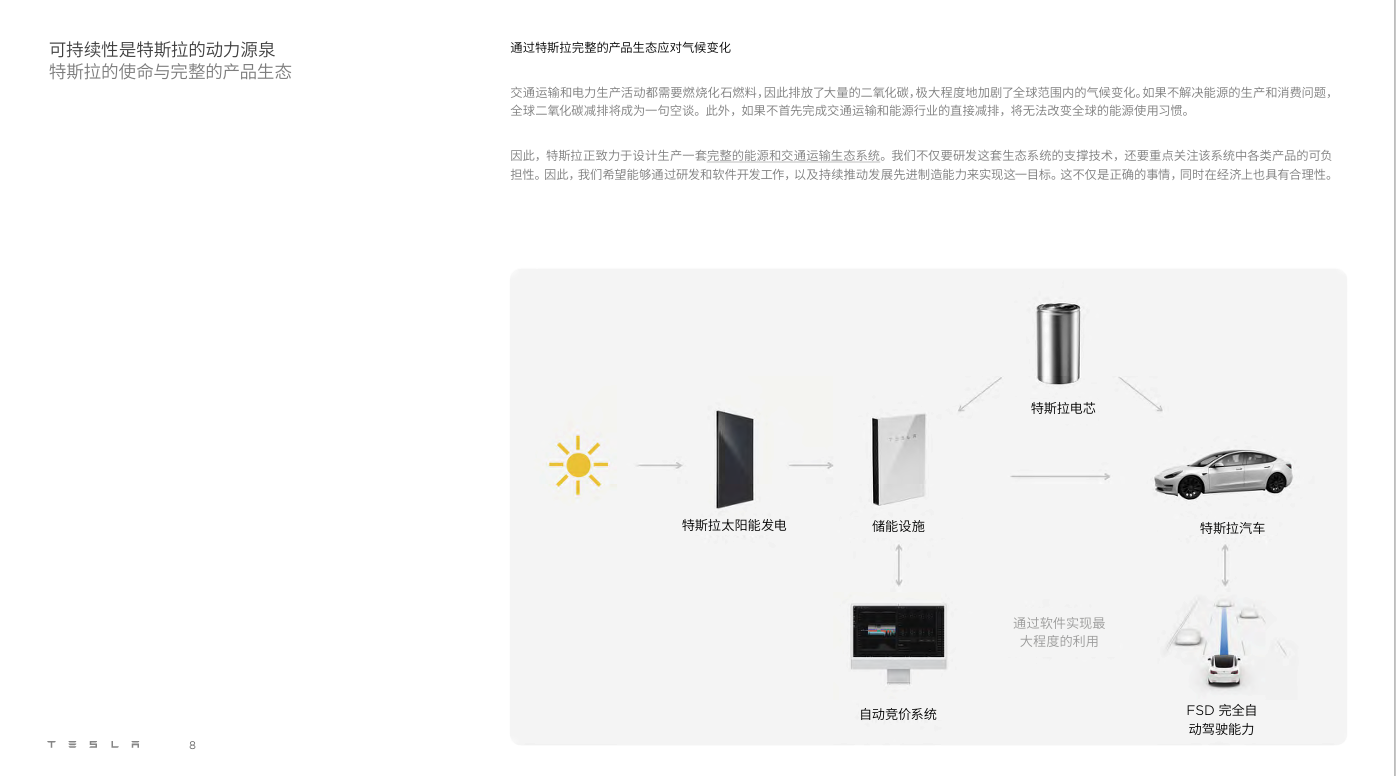 可持续性是特斯拉的动力源泉
特斯拉的使命与完整的产品生态
通过特斯拉完整的产品生态应对气候变化
交通运输和电力生产活动都需要燃烧化石燃料，因此排放了大量的二氧化碳，极大程度地加剧了全球范围内的气候变化。如果不解决能源的生产和消费问题，
全球二氧化碳减排将成为一句空谈。此外，如果不首先完成交通运输和能源行业的直接减排，将无法改变全球的能源使用习惯。
因此，特斯拉正致力于设计生产一套完整的能源和交通运输生态系统。我们不仅要研发这套生态系统的支撑技术，还要重点关注该系统中各类产品的可负
担性。因此，我们希望能够通过研发和软件开发工作，以及持续推动发展先进制造能力来实现这一目标。这不仅是正确的事情，同时在经济上也具有合理性。
特斯拉电芯
TESLA
特斯拉太阳能发电
储能设施
特斯拉汽车
通过软件实现最
大程度的利用
自动竞价系统
FSD 完全自
动驾驶能力
TESLA
8